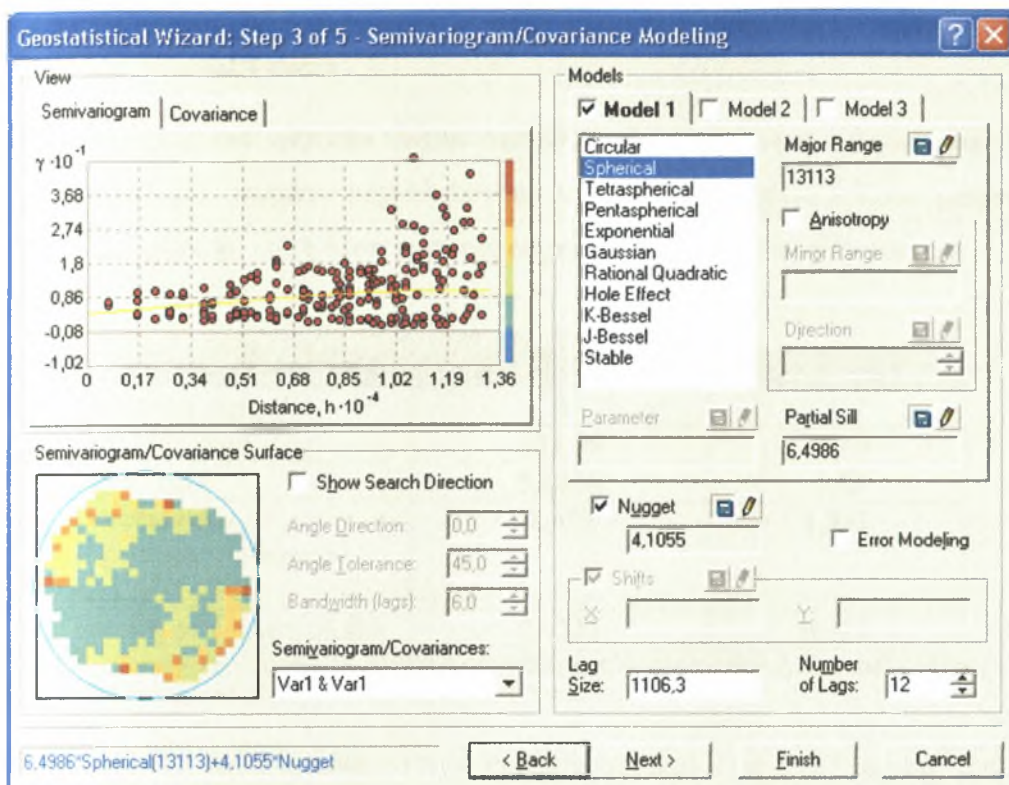 Geostatistical Wizard: Step 3 of 5 - Semivariogram/Covariance Modeling
View
Semivariogram
Covariance
γ·10⁻¹
3,68
2,74
1,8
0,86
-0,08
-1,02
0 0,17 0,34 0,51 0,68 0,85 1,02 1,19 1,36
Distance, h·10⁻⁴
Semivariogram/Covariance Surface
Show Search Direction
Angle Direction: 0,0
Angle Tolerance: 45,0
Bandwidth (lags): 6,0
Semivariogram/Covariances:
Var1 & Var1
Models
Model 1 Model 2 Model 3
Circular
Spherical
Tetraspherical
Pentaspherical
Exponential
Gaussian
Rational Quadratic
Hole Effect
K-Bessel
J-Bessel
Stable
Major Range
13113
Anisotropy
Minor Range
Direction
Parameter
Partial Sill
6,4986
Nugget
4,1055
Error Modeling
Shifts
X: Y:
Lag Size: 1106,3
Number of Lags: 12
6,4986*Spherical(13113)+4,1055*Nugget
< Back
Next >
Finish
Cancel